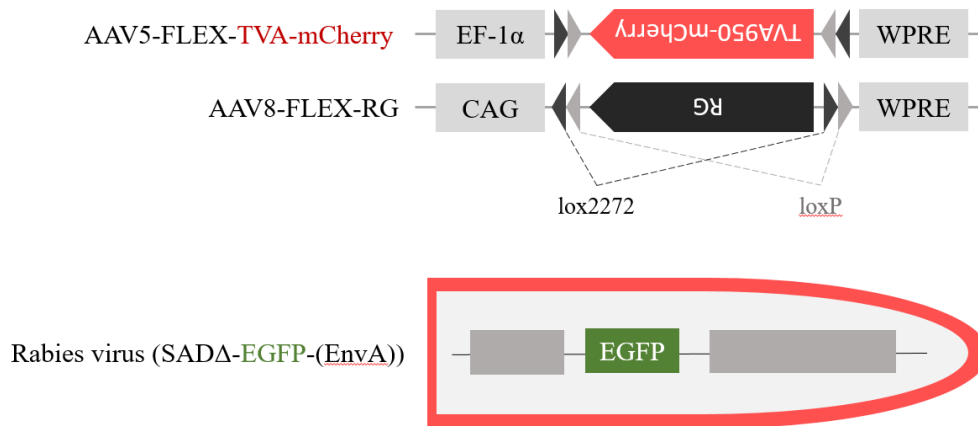 AAV5-FLEX-TVA-mCherry
EF-1α
TVA950-mCherry
WPRE
AAV8-FLEX-RG
CAG
RG
WPRE
lox2272
loxP
Rabies virus (SADΔ-EGFP-(EnvA))
EGFP